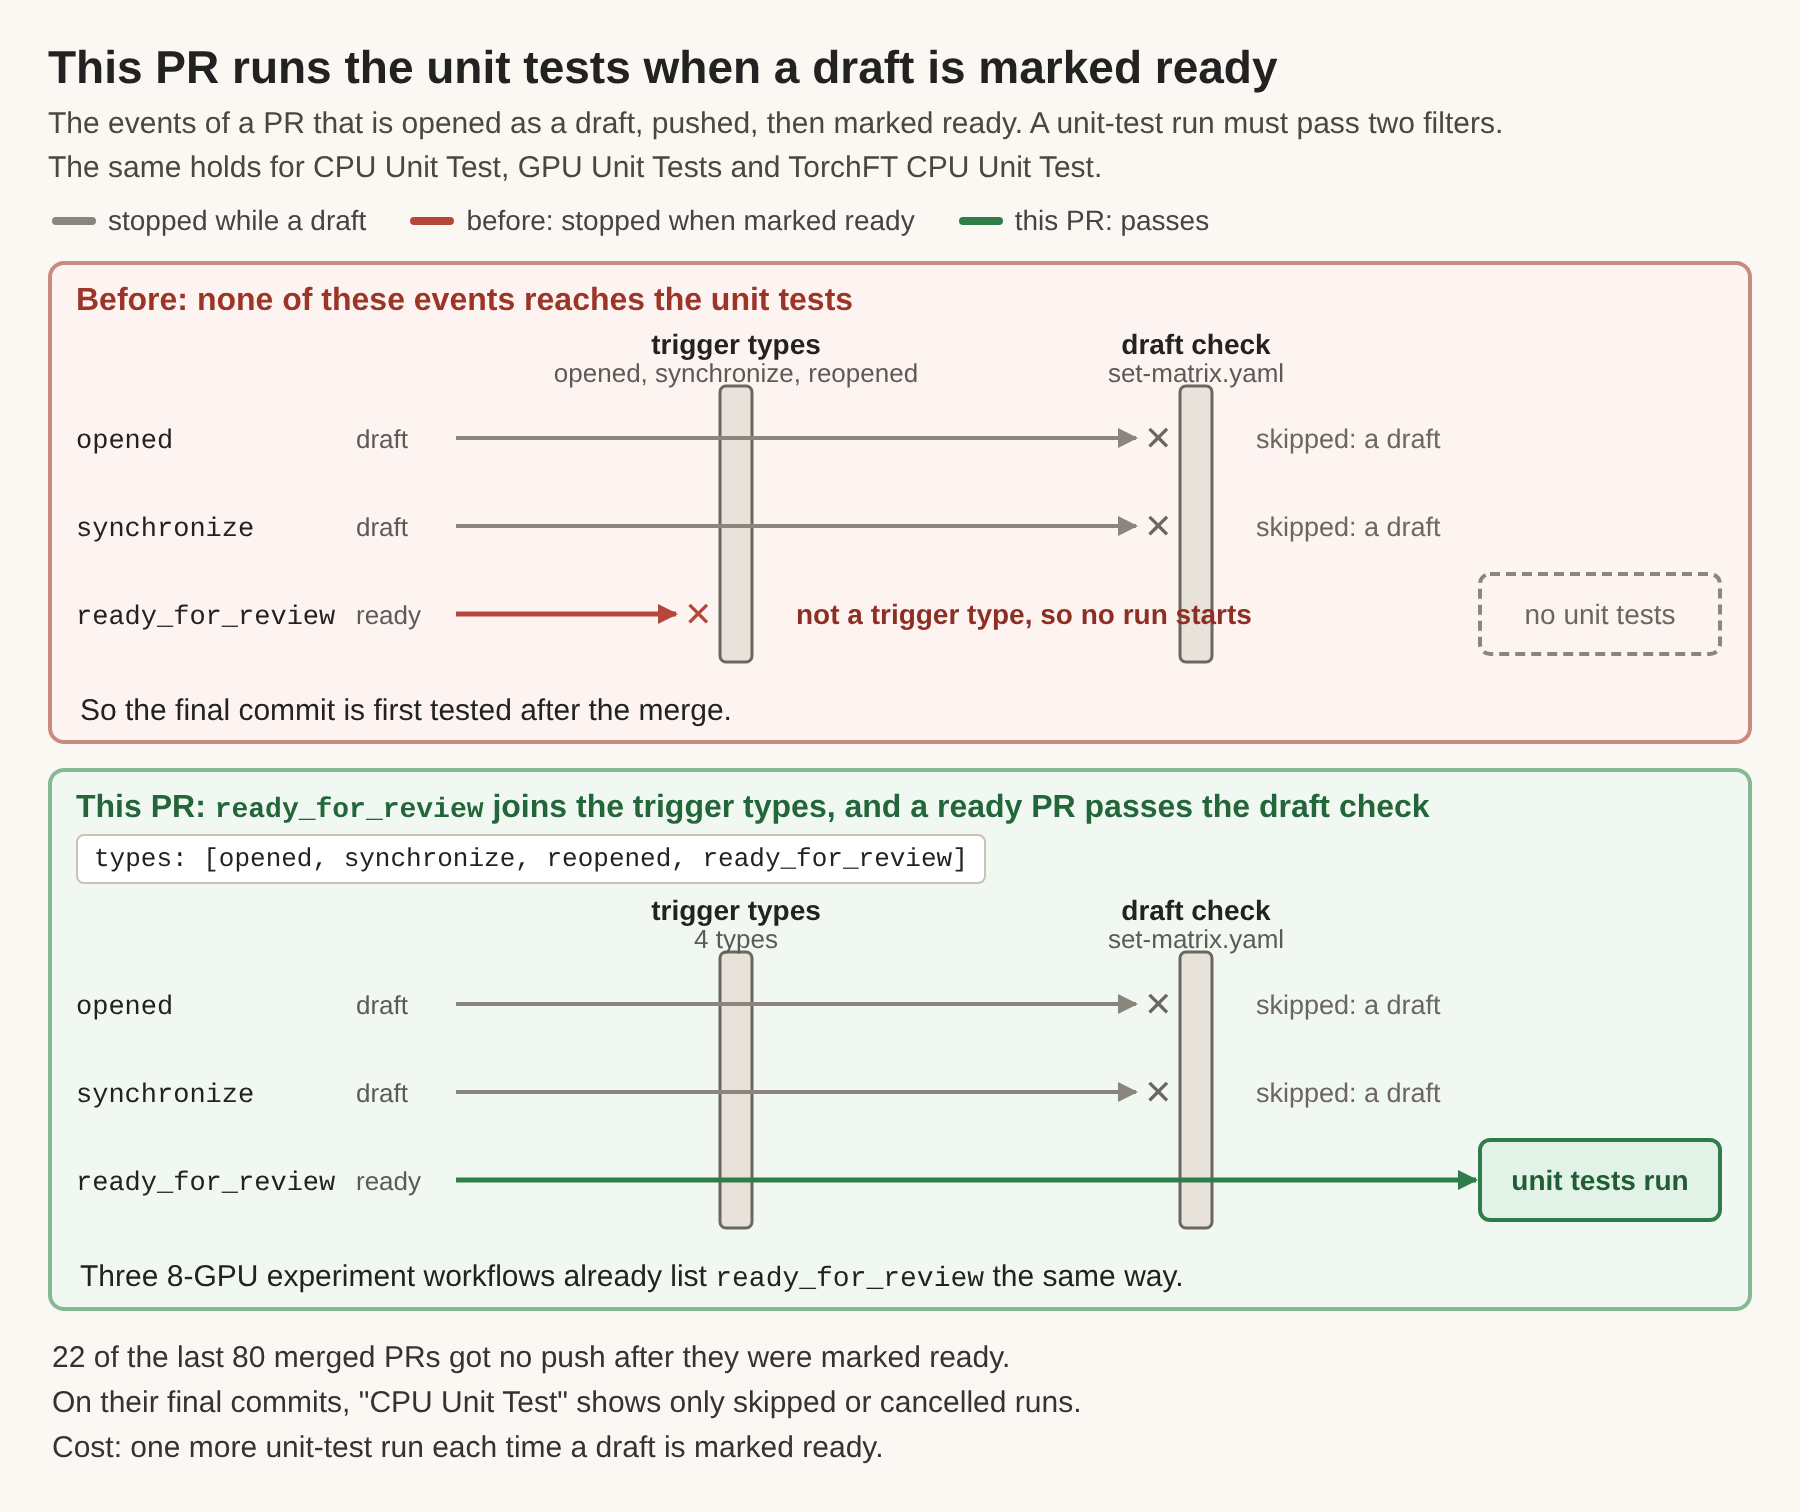 This PR runs the unit tests when a draft is marked ready
The events of a PR that is opened as a draft, pushed, then marked ready. A unit-test run must pass two filters.
The same holds for CPU Unit Test, GPU Unit Tests and TorchFT CPU Unit Test.
stopped while a draft before: stopped when marked ready this PR: passes
Before: none of these events reaches the unit tests
trigger types draft check
opened, synchronize, reopened set-matrix.yaml
opened draft ✕ skipped: a draft
synchronize draft ✕ skipped: a draft
ready_for_review ready ✕ not a trigger type, so no run starts no unit tests
So the final commit is first tested after the merge.
This PR: ready_for_review joins the trigger types, and a ready PR passes the draft check
types: [opened, synchronize, reopened, ready_for_review]
trigger types draft check
4 types set-matrix.yaml
opened draft ✕ skipped: a draft
synchronize draft ✕ skipped: a draft
ready_for_review ready unit tests run
Three 8-GPU experiment workflows already list ready_for_review the same way.
22 of the last 80 merged PRs got no push after they were marked ready.
On their final commits, "CPU Unit Test" shows only skipped or cancelled runs.
Cost: one more unit-test run each time a draft is marked ready.